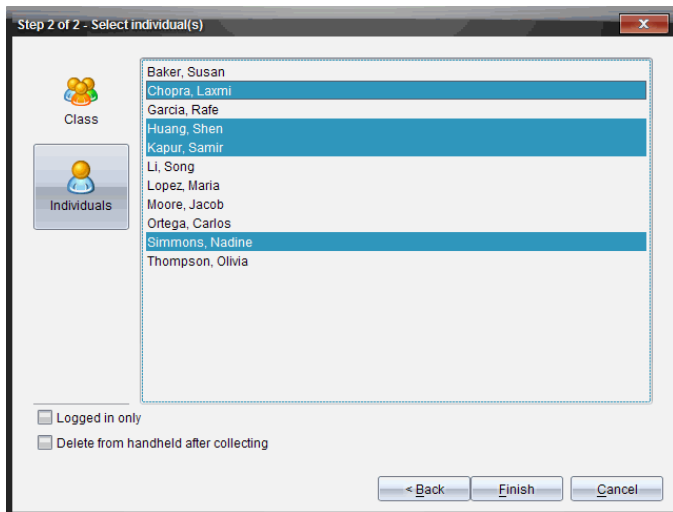 Step 2 of 2 - Select individual(s)
Class
Individuals
Baker, Susan
Chopra, Laxmi
Garcia, Rafe
Huang, Shen
Kapur, Samir
Li, Song
Lopez, Maria
Moore, Jacob
Ortega, Carlos
Simmons, Nadine
Thompson, Olivia
Logged in only
Delete from handheld after collecting
< Back
Finish
Cancel